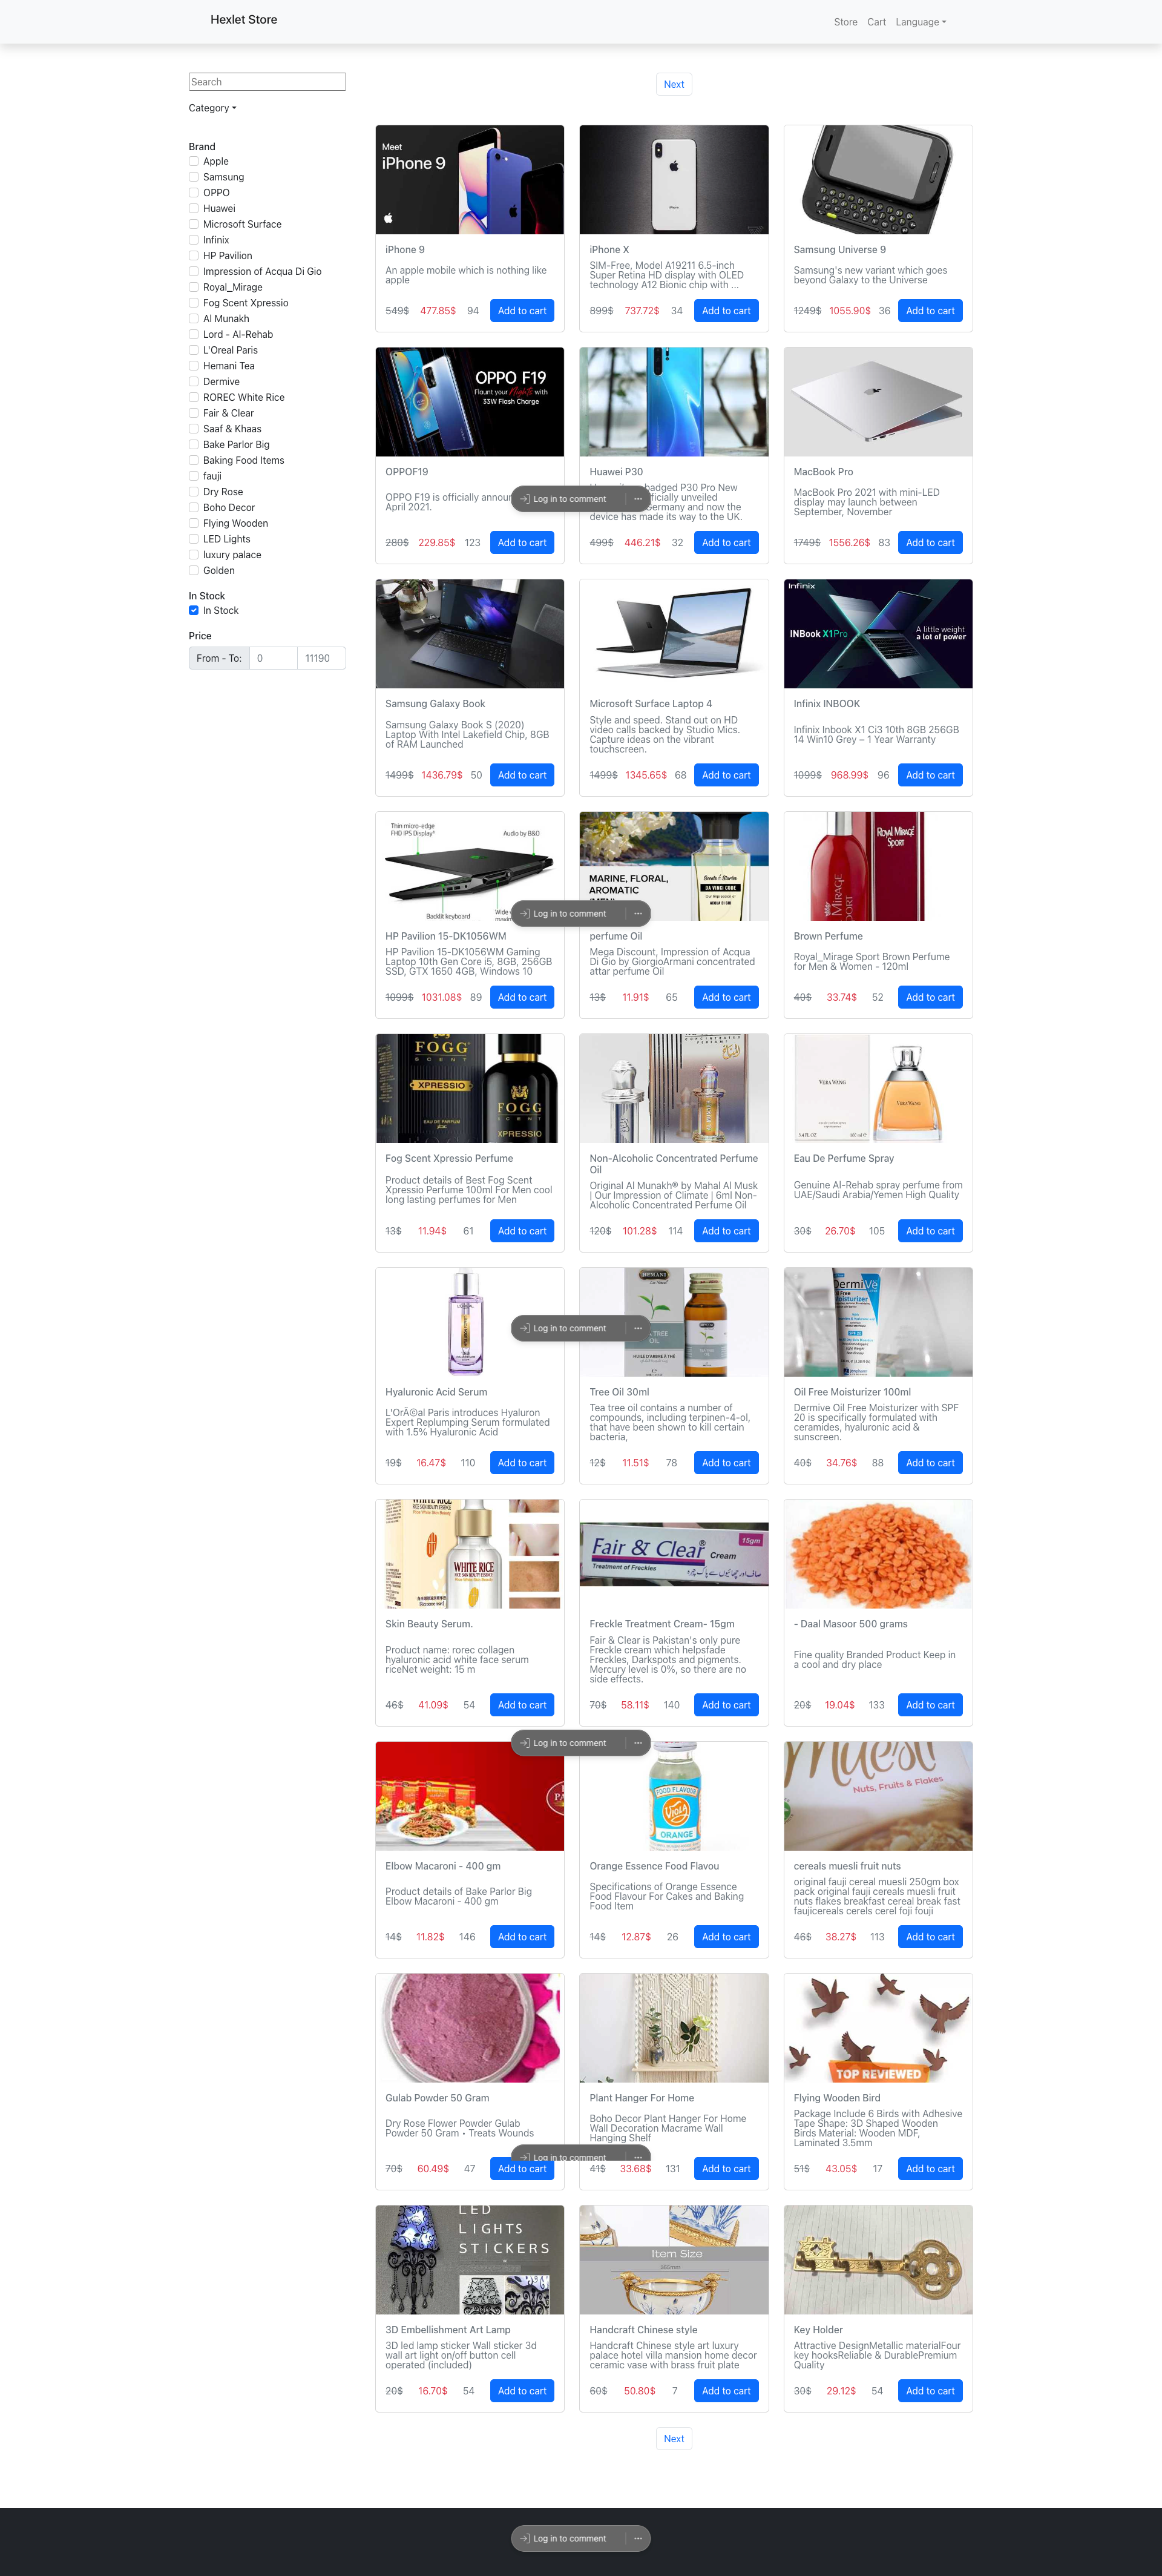 Hexlet Store
Store
Cart
Language
Search
Category
Brand
Apple
Samsung
OPPO
Huawei
Microsoft Surface
Infinix
HP Pavilion
Impression of Acqua Di Gio
Royal_Mirage
Fog Scent Xpressio
Al Munakh
Lord - Al-Rehab
L'Oreal Paris
Hemani Tea
Dermive
ROREC White Rice
Fair & Clear
Saaf & Khaas
Bake Parlor Big
Baking Food Items
fauji
Dry Rose
Boho Decor
Flying Wooden
LED Lights
luxury palace
Golden
In Stock
In Stock
Price
From - To:
0
11190
Next
Meet
iPhone 9
iPhone 9
An apple mobile which is nothing like
apple
549$ 477.85$ 94 Add to cart
iPhone X
SIM-Free, Model A19211 6.5-inch
Super Retina HD display with OLED
technology A12 Bionic chip with ...
899$ 737.72$ 34 Add to cart
Samsung Universe 9
Samsung's new variant which goes
beyond Galaxy to the Universe
1249$ 1055.90$ 36 Add to cart
OPPO F19
Flaunt your Nights with
33W Flash Charge
OPPOF19
OPPO F19 is officially announ
April 2021.
280$ 229.85$ 123 Add to cart
Huawei P30
badged P30 Pro New
officially unveiled
Germany and now the
device has made its way to the UK.
499$ 446.21$ 32 Add to cart
Log in to comment
MacBook Pro
MacBook Pro 2021 with mini-LED
display may launch between
September, November
1749$ 1556.26$ 83 Add to cart
Samsung Galaxy Book
Samsung Galaxy Book S (2020)
Laptop With Intel Lakefield Chip, 8GB
of RAM Launched
1499$ 1436.79$ 50 Add to cart
Microsoft Surface Laptop 4
Style and speed. Stand out on HD
video calls backed by Studio Mics.
Capture ideas on the vibrant
touchscreen.
1499$ 1345.65$ 68 Add to cart
Infinix
INBook X1Pro
A little weight
a lot of power
Infinix INBOOK
Infinix Inbook X1 Ci3 10th 8GB 256GB
14 Win10 Grey – 1 Year Warranty
1099$ 968.99$ 96 Add to cart
Thin micro-edge
FHD IPS Display
Audio by B&O
Backlit keyboard
Wide
HP Pavilion 15-DK1056WM
HP Pavilion 15-DK1056WM Gaming
Laptop 10th Gen Core i5, 8GB, 256GB
SSD, GTX 1650 4GB, Windows 10
1099$ 1031.08$ 89 Add to cart
MARINE, FLORAL,
AROMATIC
Scents & Stories
DA VINCI CODE
Our Impression of
ACQUA DI GIO
Log in to comment
perfume Oil
Mega Discount, Impression of Acqua
Di Gio by GiorgioArmani concentrated
attar perfume Oil
13$ 11.91$ 65 Add to cart
Royal Mirage
SPORT
MIRAGE
Brown Perfume
Royal_Mirage Sport Brown Perfume
for Men & Women - 120ml
40$ 33.74$ 52 Add to cart
FOGG
SCENT
XPRESSIO
EAU DE PARFUM
FOGG
SCENT
XPRESSIO
Fog Scent Xpressio Perfume
Product details of Best Fog Scent
Xpressio Perfume 100ml For Men cool
long lasting perfumes for Men
13$ 11.94$ 61 Add to cart
Non-Alcoholic Concentrated Perfume
Oil
Original Al Munakh® by Mahal Al Musk
| Our Impression of Climate | 6ml Non-
Alcoholic Concentrated Perfume Oil
120$ 101.28$ 114 Add to cart
VERA WANG
VERA WANG
Eau De Perfume Spray
Genuine Al-Rehab spray perfume from
UAE/Saudi Arabia/Yemen High Quality
30$ 26.70$ 105 Add to cart
Hyaluronic Acid Serum
L'OrÃ©al Paris introduces Hyaluron
Expert Replumping Serum formulated
with 1.5% Hyaluronic Acid
19$ 16.47$ 110 Add to cart
HEMANI
TREE
OIL
Log in to comment
Tree Oil 30ml
Tea tree oil contains a number of
compounds, including terpinen-4-ol,
that have been shown to kill certain
bacteria,
12$ 11.51$ 78 Add to cart
DermiVe
Oil Free
Moisturizer
Oil Free Moisturizer 100ml
Dermive Oil Free Moisturizer with SPF
20 is specifically formulated with
ceramides, hyaluronic acid &
sunscreen.
40$ 34.76$ 88 Add to cart
WHITE RICE
RICE SKIN BEAUTY ESSENCE
WHITE RICE
Skin Beauty Serum.
Product name: rorec collagen
hyaluronic acid white face serum
riceNet weight: 15 m
46$ 41.09$ 54 Add to cart
15gm
Fair & Clear Cream
Treatment of Freckles
Freckle Treatment Cream- 15gm
Fair & Clear is Pakistan's only pure
Freckle cream which helpsfade
Freckles, Darkspots and pigments.
Mercury level is 0%, so there are no
side effects.
70$ 58.11$ 140 Add to cart
- Daal Masoor 500 grams
Fine quality Branded Product Keep in
a cool and dry place
20$ 19.04$ 133 Add to cart
Log in to comment
Elbow Macaroni - 400 gm
Product details of Bake Parlor Big
Elbow Macaroni - 400 gm
14$ 11.82$ 146 Add to cart
FOOD FLAVOUR
VIOLA
ORANGE
Orange Essence Food Flavou
Specifications of Orange Essence
Food Flavour For Cakes and Baking
Food Item
14$ 12.87$ 26 Add to cart
Muesli
Nuts, Fruits & Flakes
cereals muesli fruit nuts
original fauji cereal muesli 250gm box
pack original fauji cereals muesli fruit
nuts flakes breakfast cereal break fast
faujicereals cerels cerel foji fouji
46$ 38.27$ 113 Add to cart
Gulab Powder 50 Gram
Dry Rose Flower Powder Gulab
Powder 50 Gram • Treats Wounds
70$ 60.49$ 47 Add to cart
Plant Hanger For Home
Boho Decor Plant Hanger For Home
Wall Decoration Macrame Wall
Hanging Shelf
Log in to comment
41$ 33.68$ 131 Add to cart
TOP REVIEWED
Flying Wooden Bird
Package Include 6 Birds with Adhesive
Tape Shape: 3D Shaped Wooden
Birds Material: Wooden MDF,
Laminated 3.5mm
51$ 43.05$ 17 Add to cart
LED
LIGHTS
STICKERS
3D Embellishment Art Lamp
3D led lamp sticker Wall sticker 3d
wall art light on/off button cell
operated (included)
20$ 16.70$ 54 Add to cart
Item Size
Handcraft Chinese style
Handcraft Chinese style art luxury
palace hotel villa mansion home decor
ceramic vase with brass fruit plate
60$ 50.80$ 7 Add to cart
Key Holder
Attractive DesignMetallic materialFour
key hooksReliable & DurablePremium
Quality
30$ 29.12$ 54 Add to cart
Next
Log in to comment